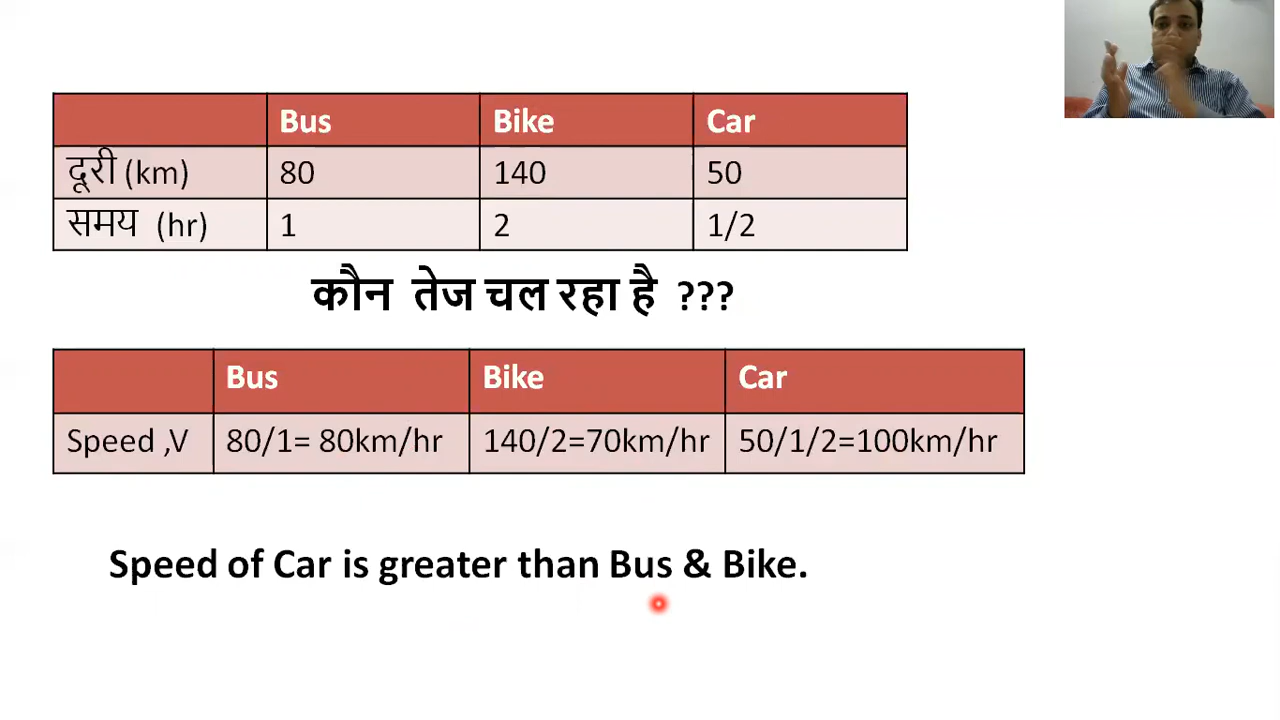 Bus Bike Car
दूरी (km) 80 140 50
समय (hr) 1 2 1/2
कौन तेज चल रहा है ???
Bus Bike Car
Speed ,V 80/1= 80km/hr 140/2=70km/hr 50/1/2=100km/hr
Speed of Car is greater than Bus & Bike.